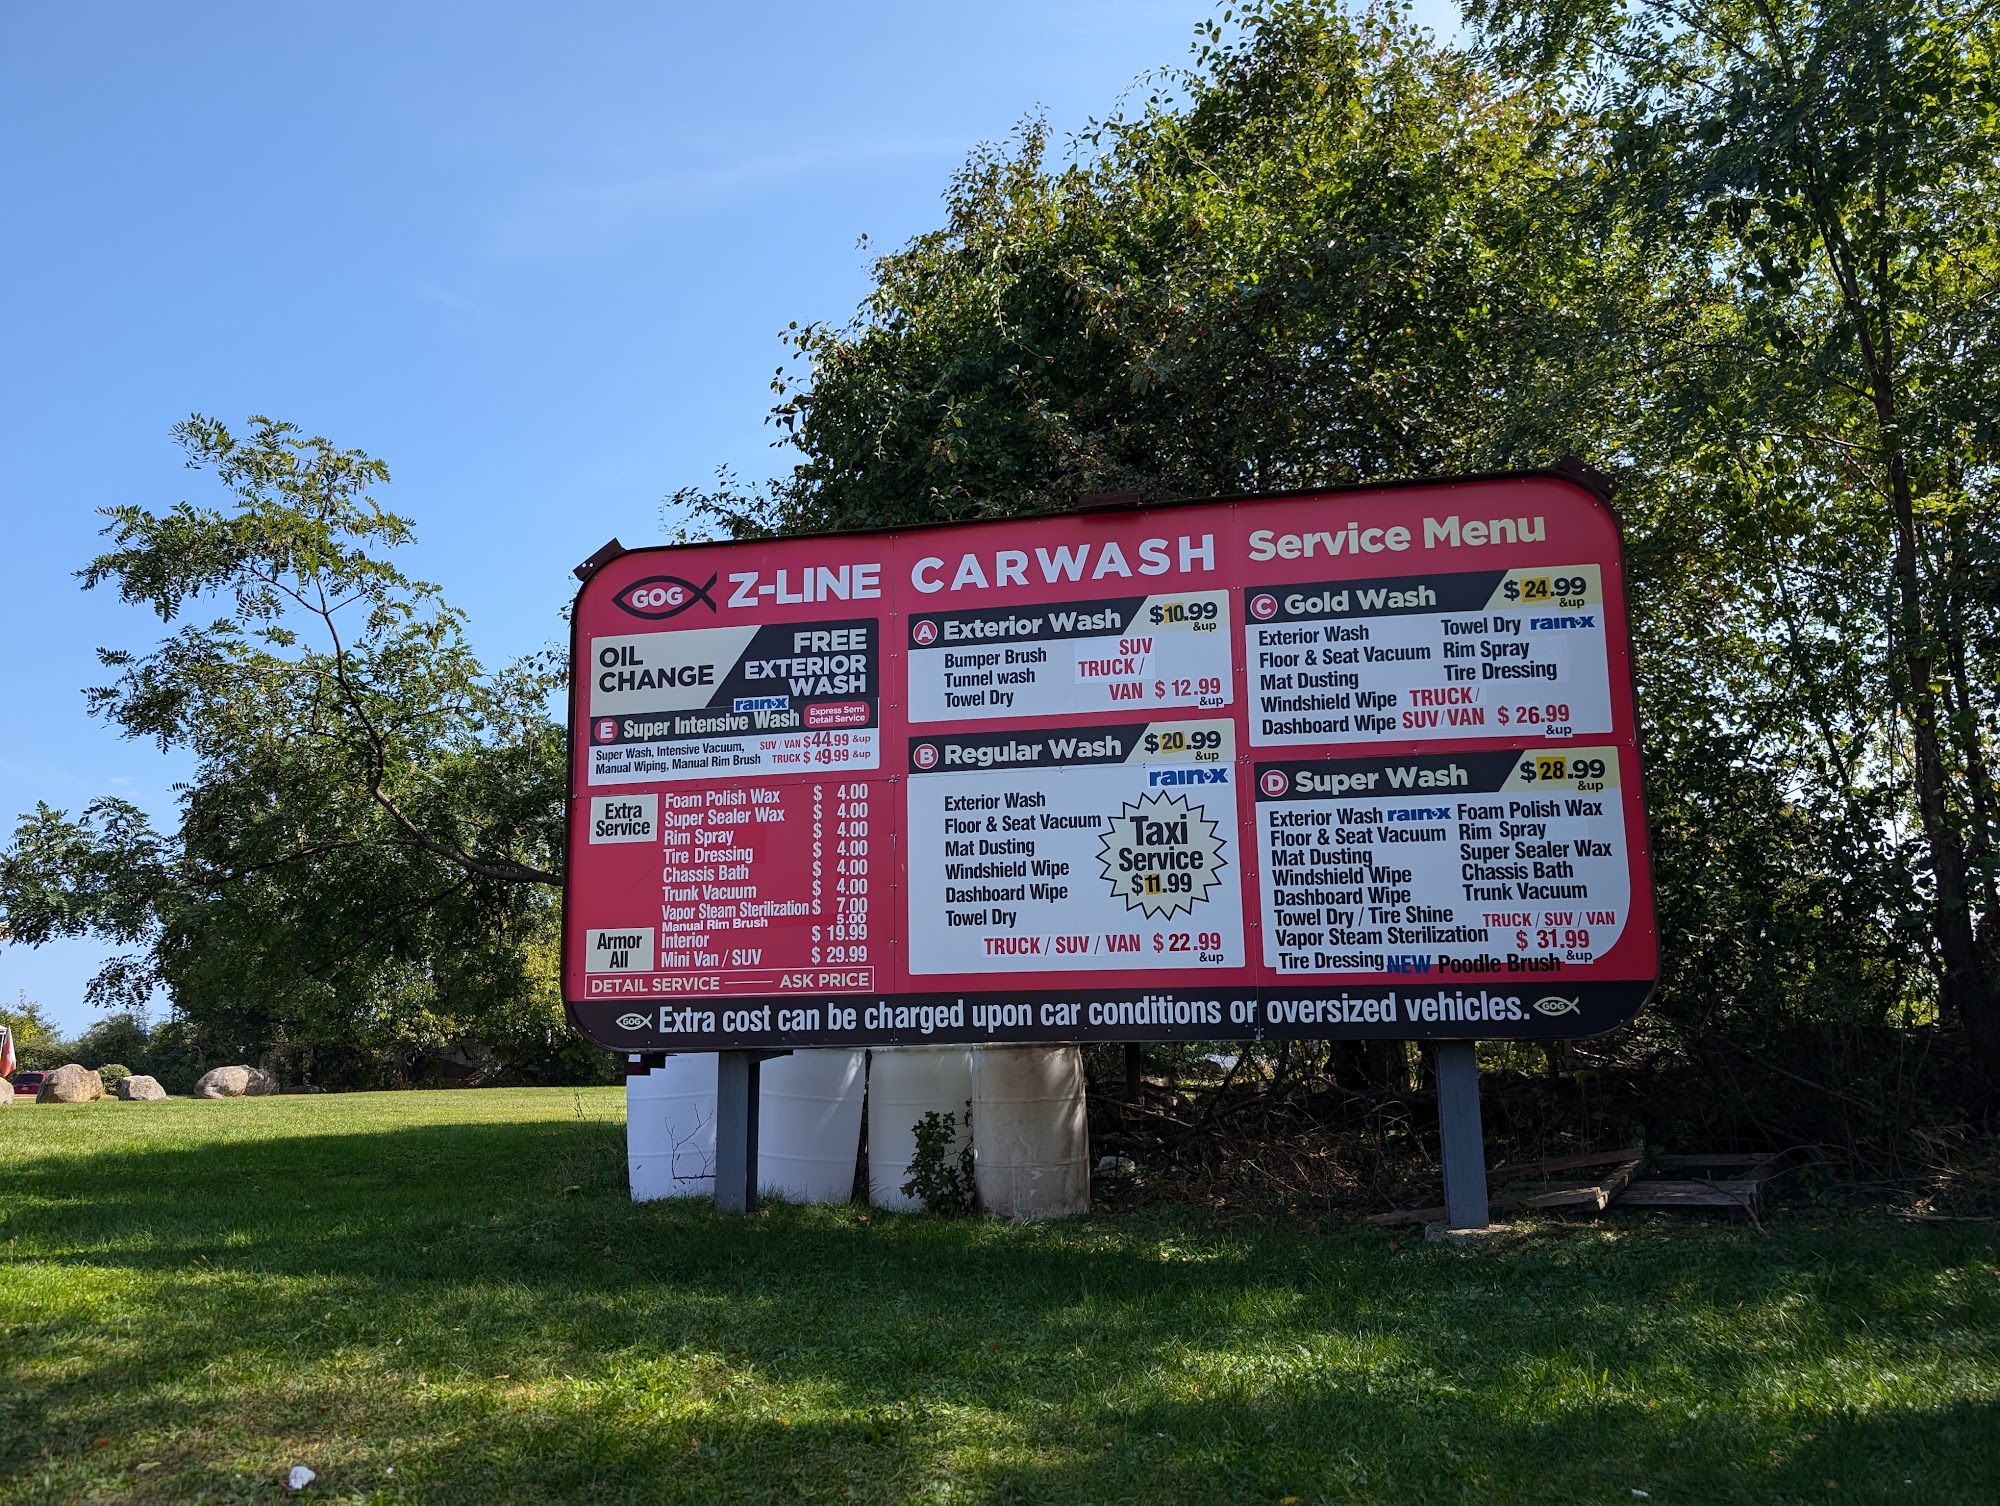 GOG Z-LINE CARWASH Service Menu
OIL CHANGE
FREE EXTERIOR WASH
rain-x
E Super Intensive Wash
Express Semi
Detail Service
Super Wash, Intensive Vacuum,
Manual Wiping, Manual Rim Brush
SUV / VAN $44.99 &up
TRUCK $ 49.99 &up
Extra Service
Foam Polish Wax $ 4.00
Super Sealer Wax $ 4.00
Rim Spray $ 4.00
Tire Dressing $ 4.00
Chassis Bath $ 4.00
Trunk Vacuum $ 4.00
Vapor Steam Sterilization $ 7.00
Manual Rim Brush 5.00
Armor All
Interior $ 19.99
Mini Van / SUV $ 29.99
DETAIL SERVICE ASK PRICE
A Exterior Wash $10.99 &up
Bumper Brush
Tunnel wash
Towel Dry
SUV
TRUCK /
VAN $ 12.99 &up
B Regular Wash $20.99 &up
rain-x
Exterior Wash
Floor & Seat Vacuum
Mat Dusting
Windshield Wipe
Dashboard Wipe
Towel Dry
Taxi
Service
$11.99
TRUCK / SUV / VAN $ 22.99 &up
C Gold Wash $24.99 &up
Exterior Wash
Floor & Seat Vacuum
Mat Dusting
Windshield Wipe
Dashboard Wipe
Towel Dry rain-x
Rim Spray
Tire Dressing
TRUCK /
SUV/VAN $ 26.99 &up
D Super Wash $28.99 &up
Exterior Wash rain-x
Floor & Seat Vacuum
Mat Dusting
Windshield Wipe
Dashboard Wipe
Towel Dry / Tire Shine
Vapor Steam Sterilization
Tire Dressing NEW Poodle Brush
Foam Polish Wax
Rim Spray
Super Sealer Wax
Chassis Bath
Trunk Vacuum
TRUCK / SUV / VAN
$ 31.99 &up
GOG Extra cost can be charged upon car conditions or oversized vehicles. GOG